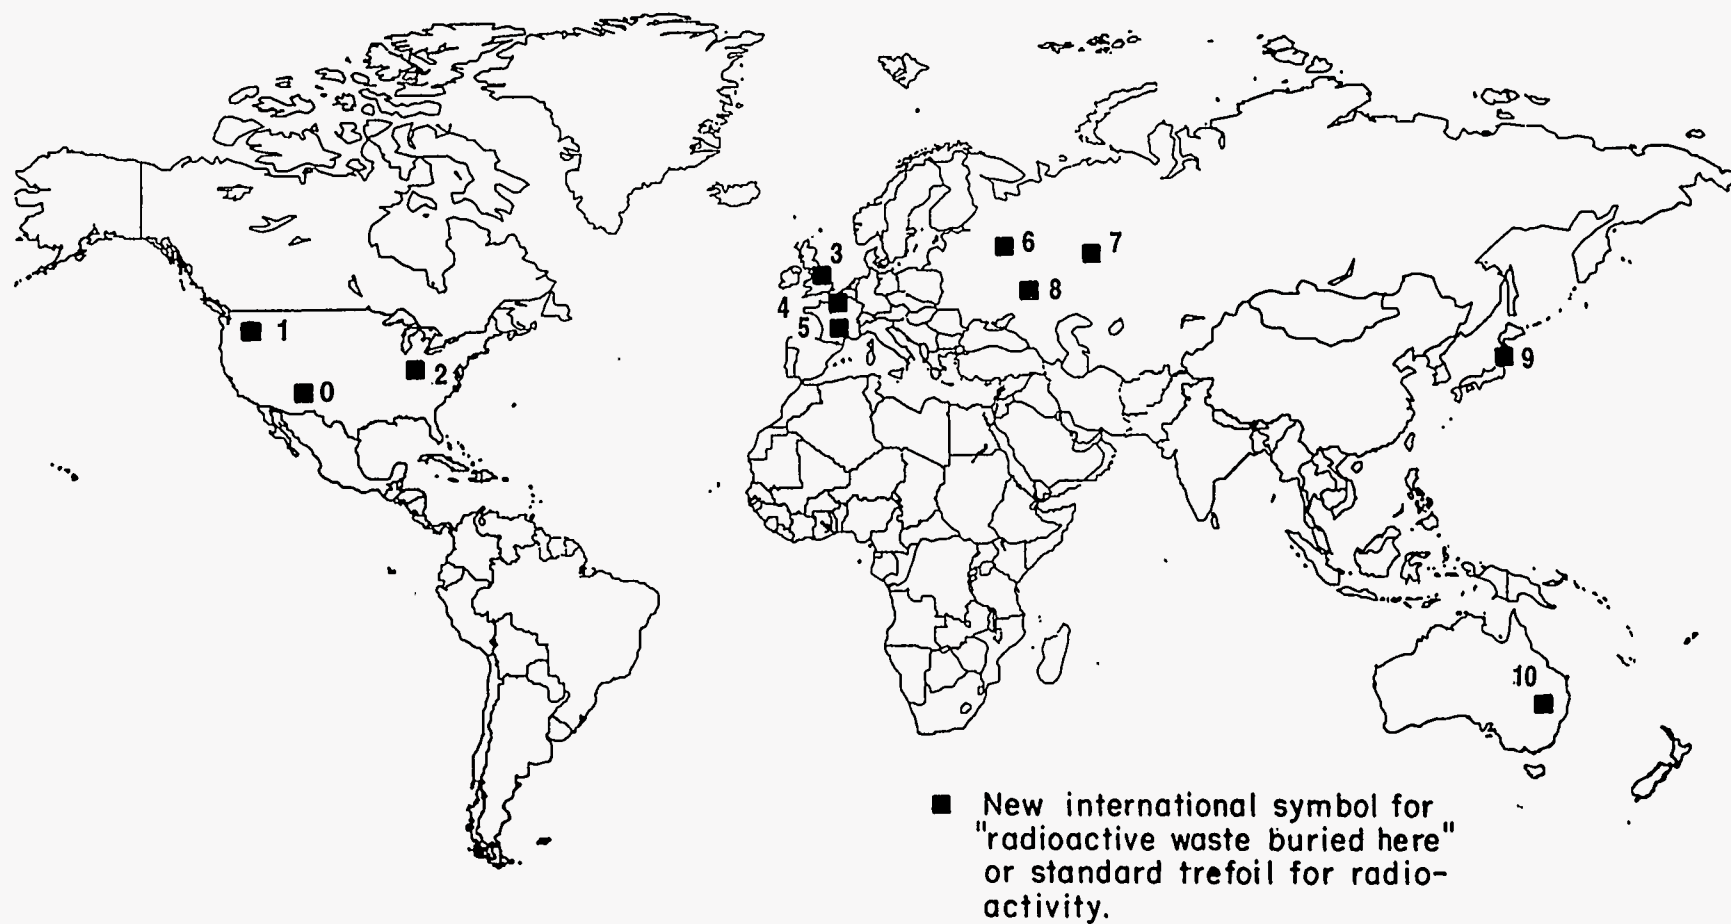 6
7
3
8
4
5
1
9
2
0
10
New international symbol for
"radioactive waste buried here"
or standard trefoil for radio-
activity.